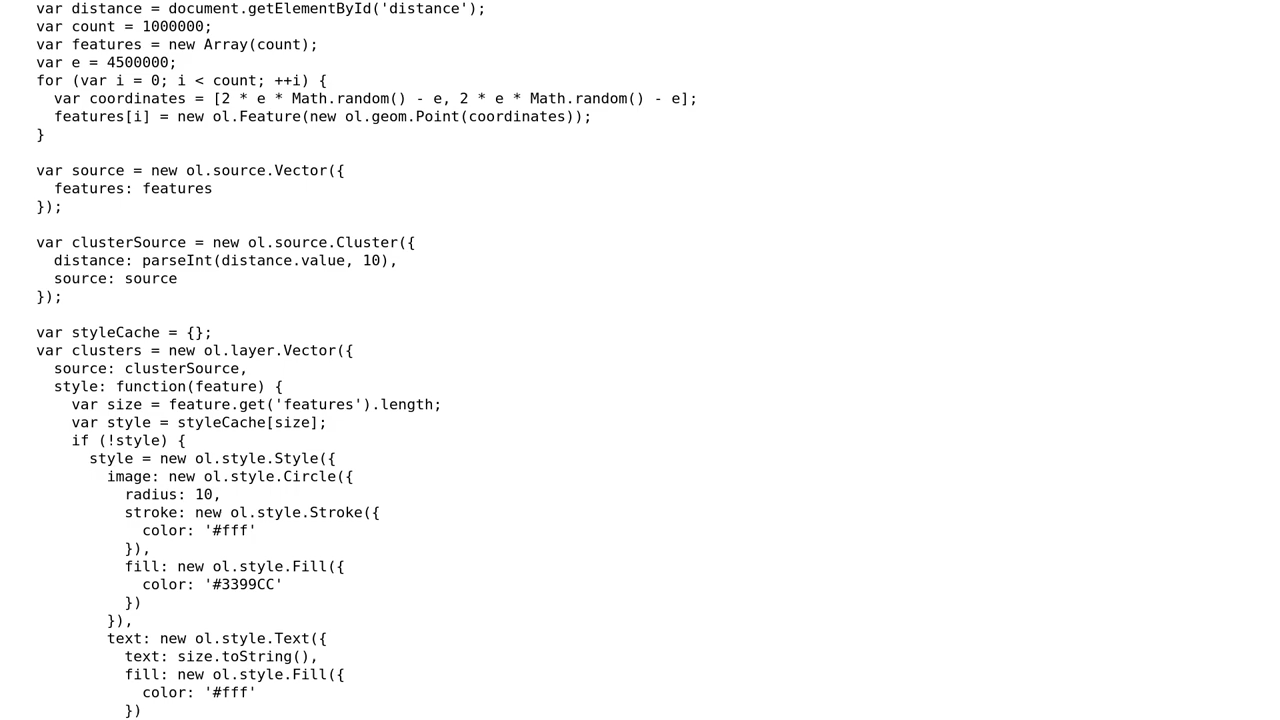 var distance = document.getElementById('distance');
var count = 1000000;
var features = new Array(count);
var e = 4500000;
for (var i = 0; i < count; ++i) {
  var coordinates = [2 * e * Math.random() - e, 2 * e * Math.random() - e];
  features[i] = new ol.Feature(new ol.geom.Point(coordinates));
}

var source = new ol.source.Vector({
  features: features
});

var clusterSource = new ol.source.Cluster({
  distance: parseInt(distance.value, 10),
  source: source
});

var styleCache = {};
var clusters = new ol.layer.Vector({
  source: clusterSource,
  style: function(feature) {
    var size = feature.get('features').length;
    var style = styleCache[size];
    if (!style) {
      style = new ol.style.Style({
        image: new ol.style.Circle({
          radius: 10,
          stroke: new ol.style.Stroke({
            color: '#fff'
          }),
          fill: new ol.style.Fill({
            color: '#3399CC'
          })
        }),
        text: new ol.style.Text({
          text: size.toString(),
          fill: new ol.style.Fill({
            color: '#fff'
          })